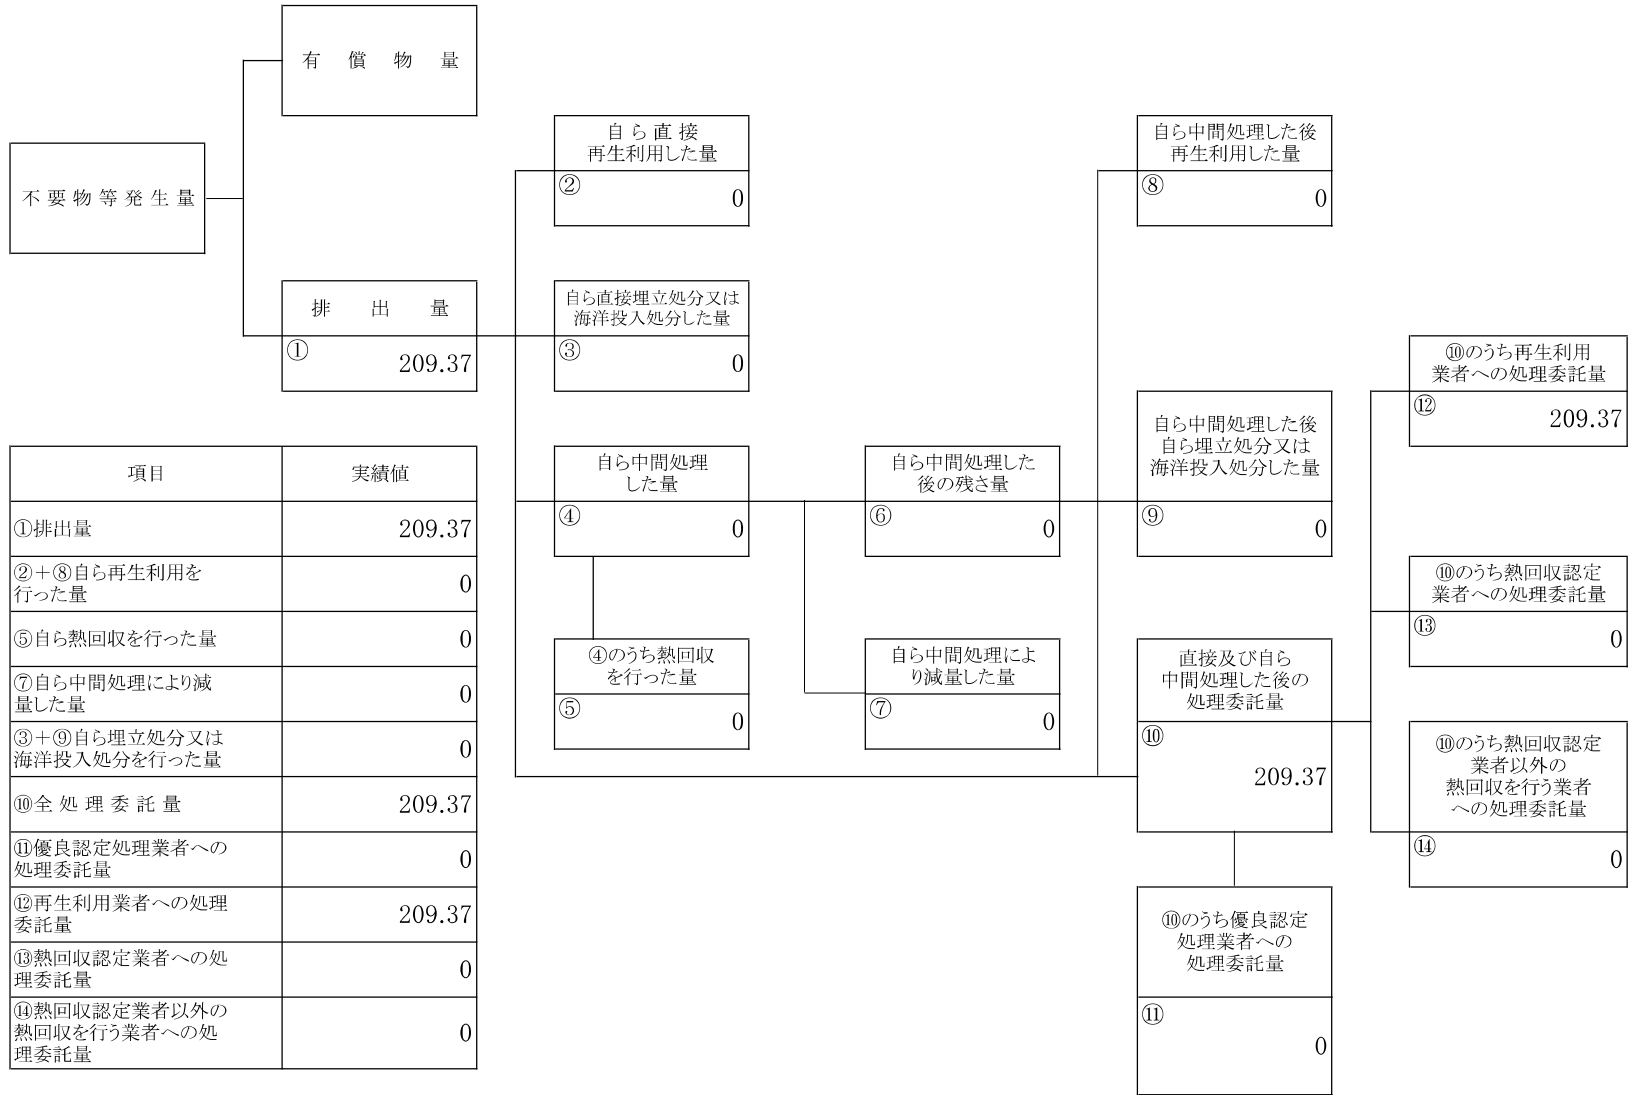 有償物量
不要物等発生量
排出量
①
209.37
自ら直接
再生利用した量
②
0
自ら直接埋立処分又は
海洋投入処分した量
③
0
自ら中間処理
した量
④
0
④のうち熱回収
を行った量
⑤
0
自ら中間処理した
後の残さ量
⑥
0
自ら中間処理によ
り減量した量
⑦
0
自ら中間処理した後
再生利用した量
⑧
0
自ら中間処理した後
自ら埋立処分又は
海洋投入処分した量
⑨
0
直接及び自ら
中間処理した後の
処理委託量
⑩
209.37
⑩のうち優良認定
処理業者への
処理委託量
⑪
0
⑩のうち再生利用
業者への処理委託量
⑫
209.37
⑩のうち熱回収認定
業者への処理委託量
⑬
0
⑩のうち熱回収認定
業者以外の
熱回収を行う業者
への処理委託量
⑭
0
項目 実績値
①排出量 209.37
②＋⑧自ら再生利用を
行った量 0
⑤自ら熱回収を行った量 0
⑦自ら中間処理により減
量した量 0
③＋⑨自ら埋立処分又は
海洋投入処分を行った量 0
⑩全処理委託量 209.37
⑪優良認定処理業者への
処理委託量 0
⑫再生利用業者への処理
委託量 209.37
⑬熱回収認定業者への処
理委託量 0
⑭熱回収認定業者以外の
熱回収を行う業者への処
理委託量 0